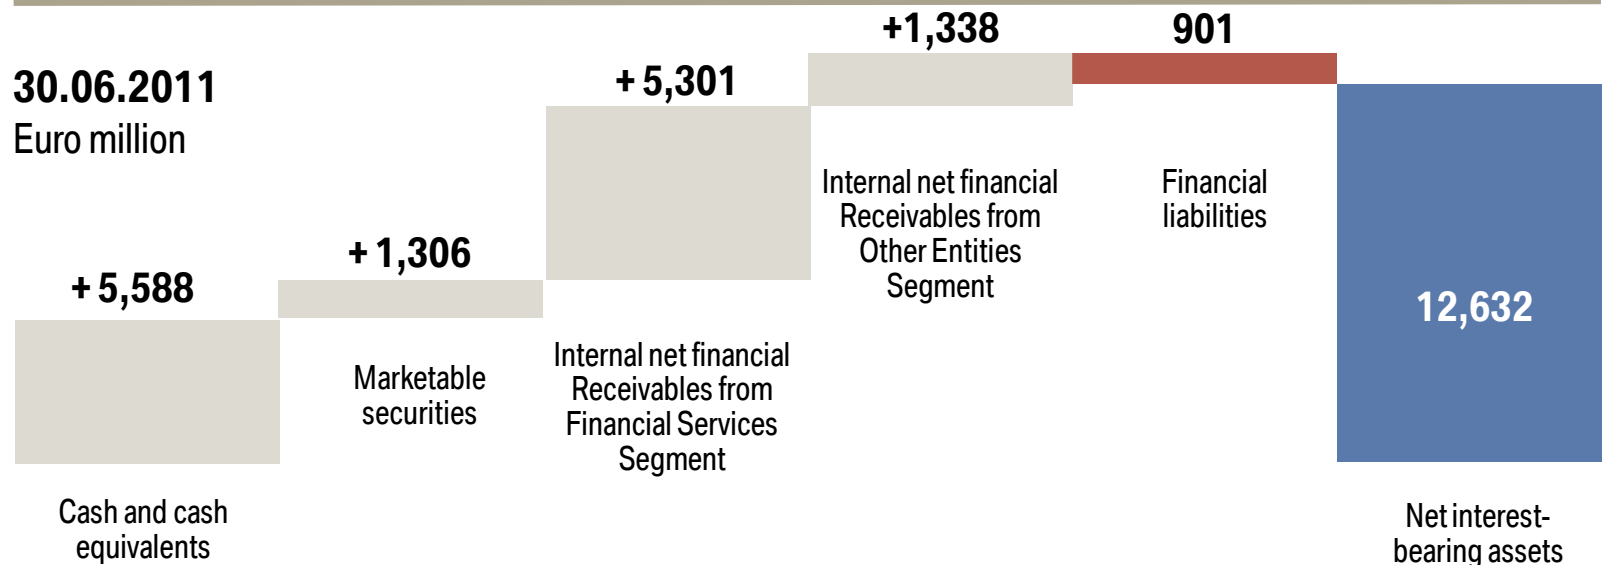 30.06.2011
Euro million
+ 5,588
Cash and cash
equivalents
+ 1,306
Marketable
securities
+ 5,301
Internal net financial
Receivables from
Financial Services
Segment
+1,338
Internal net financial
Receivables from
Other Entities
Segment
901
Financial
liabilities
12,632
Net interest-
bearing assets